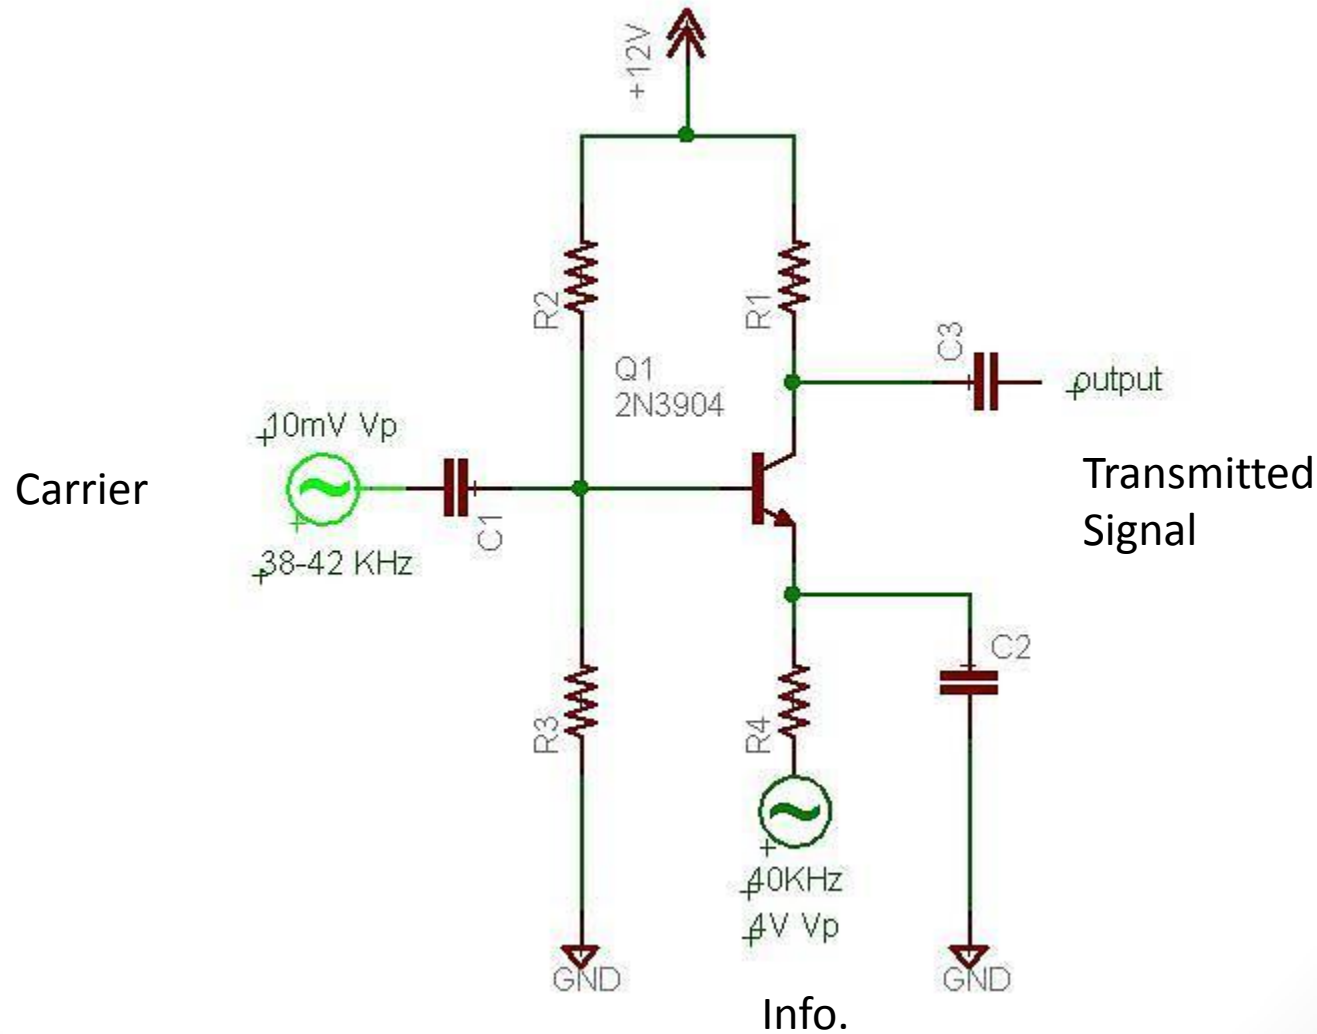 +12V
R2
R1
C3
Q1
2N3904
output
10mV Vp
Carrier
Transmitted
Signal
C1
38-42 KHz
C2
R3
R4
40KHz
4V Vp
GND
GND
Info.